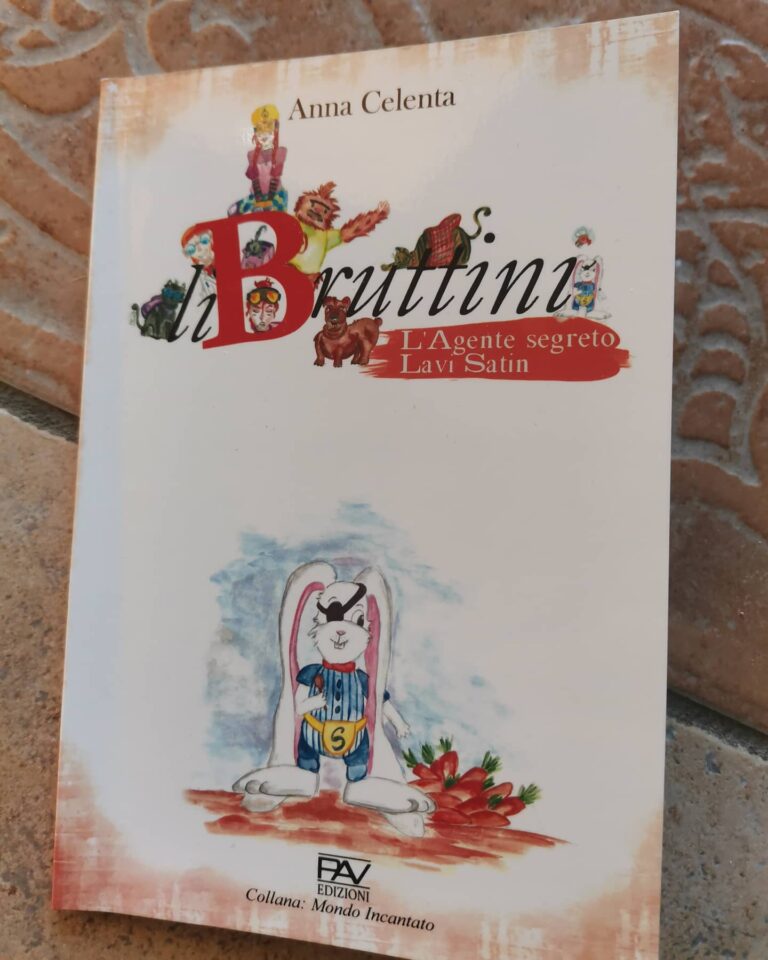 Anna Celenta
li Bruttini
L'Agente segreto
Lavi Satin
S
S
PAV
EDIZIONI
Collana: Mondo Incantato